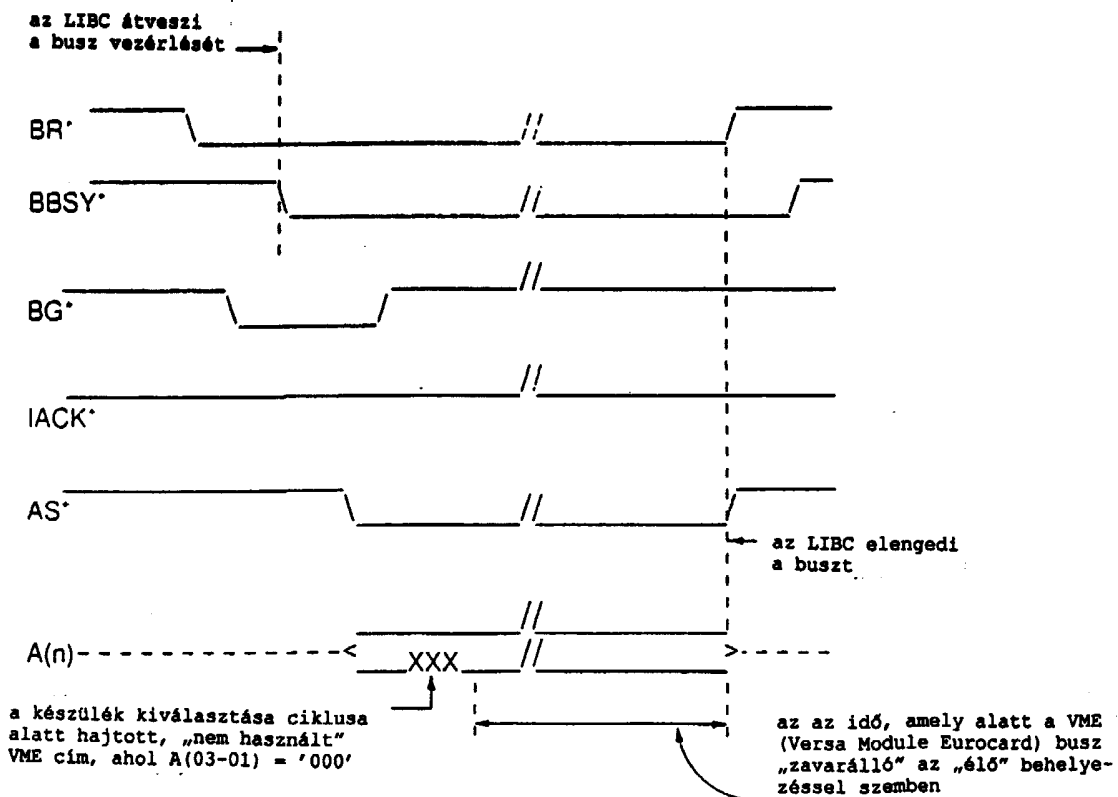 az LIBC átveszi
a busz vezérlését
BR*
BBSY*
BG*
IACK*
AS*
az LIBC elengedi
a buszt
A(n)
XXX
a készülék kiválasztása ciklusa
alatt hajtott, „nem használt”
VME cím, ahol A(03-01) = '000'
az az idő, amely alatt a VME
(Versa Module Eurocard) busz
„zavarálló” az „élő” behelye-
zéssel szemben